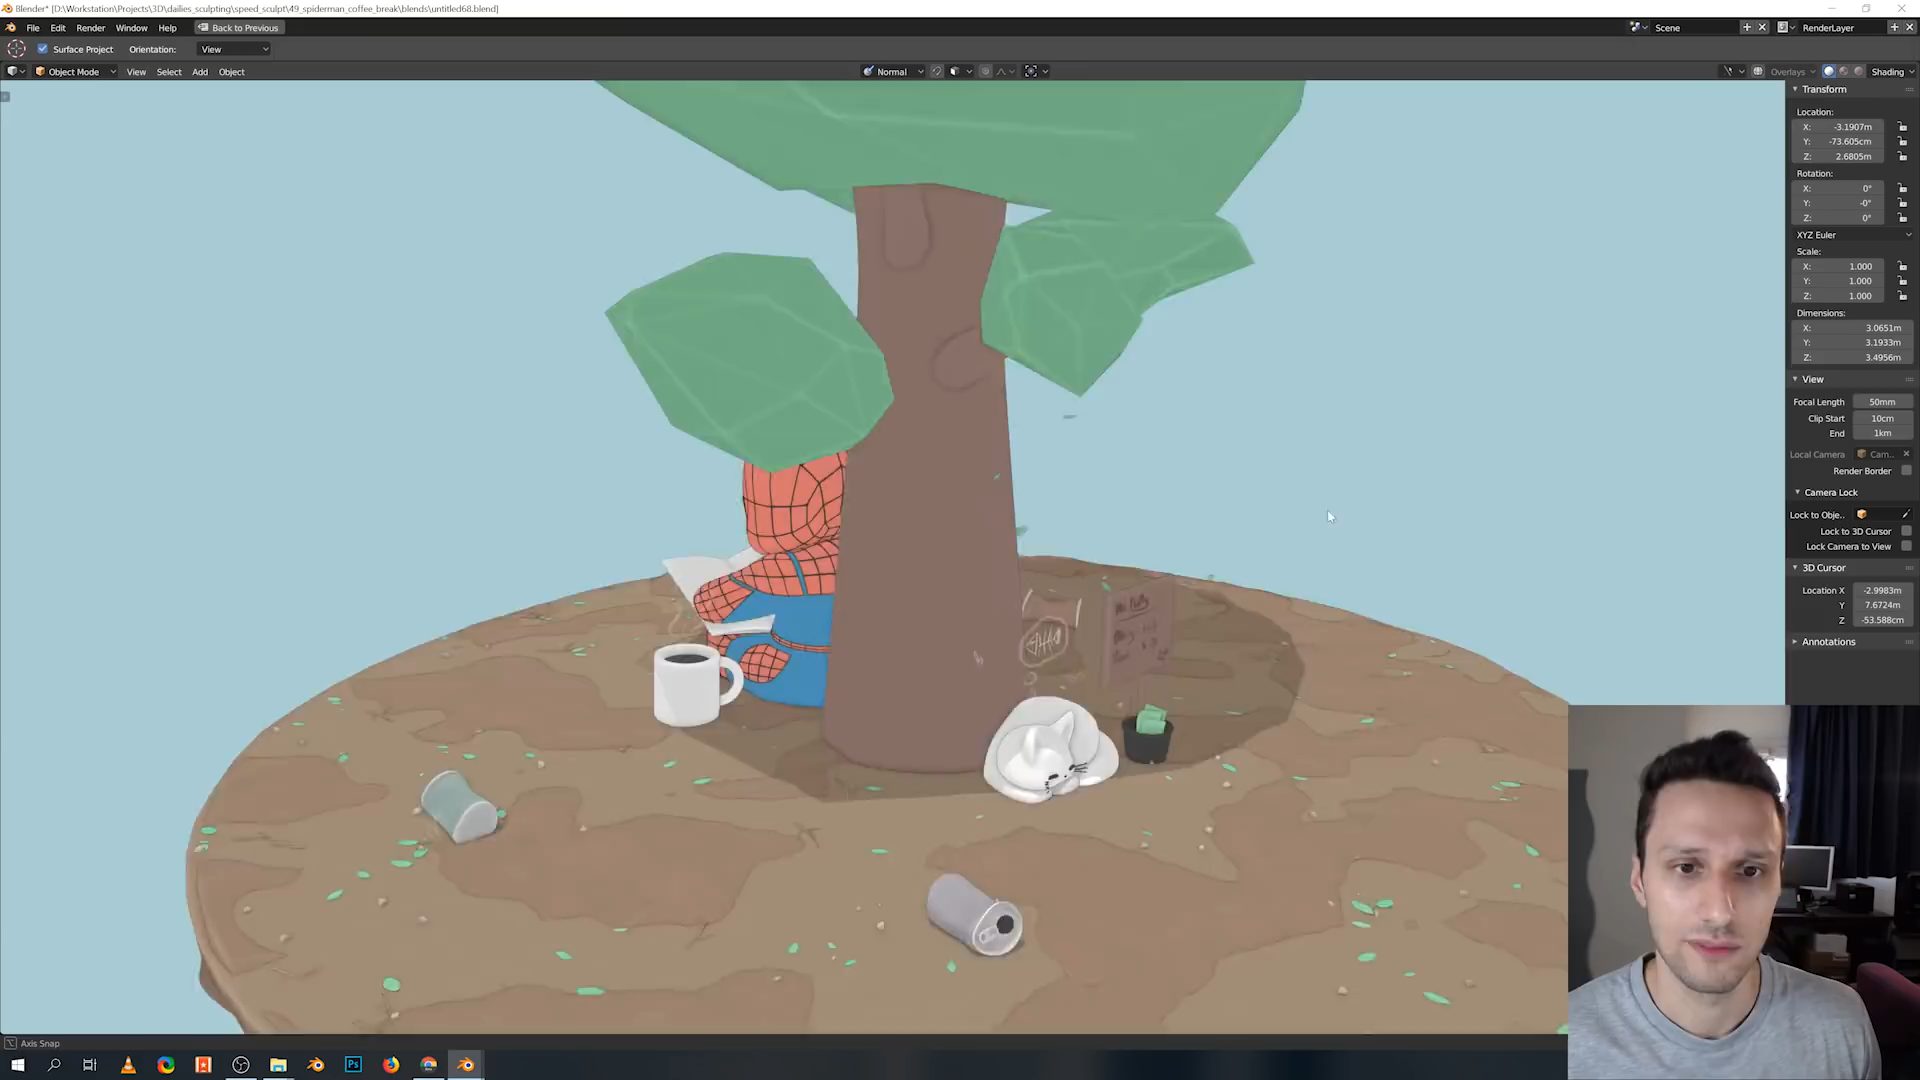 Blender* [D:\Workstation\Projects\3D\dailies_sculpting\speed_sculpt\49_spiderman_coffee_break\blends\untitled68.blend]
File Edit Render Window Help Back to Previous Scene RenderLayer
Surface Project Orientation: View
Object Mode View Select Add Object Normal Overlays Shading
Transform
Location:
X: -3.1907m
Y: -73.605cm
Z: 2.6805m
Rotation:
X: 0°
Y: -0°
Z: 0°
XYZ Euler
Scale:
X: 1.000
Y: 1.000
Z: 1.000
Dimensions:
X: 3.0651m
Y: 3.1933m
Z: 3.4956m
View
Focal Length 50mm
Clip Start 10cm
End 1km
Local Camera Cam..
Render Border
Camera Lock
Lock to Obje..
Lock to 3D Cursor
Lock Camera to View
3D Cursor
Location X -2.9983m
Y 7.6724m
Z -53.588cm
Annotations
Axis Snap
Ps